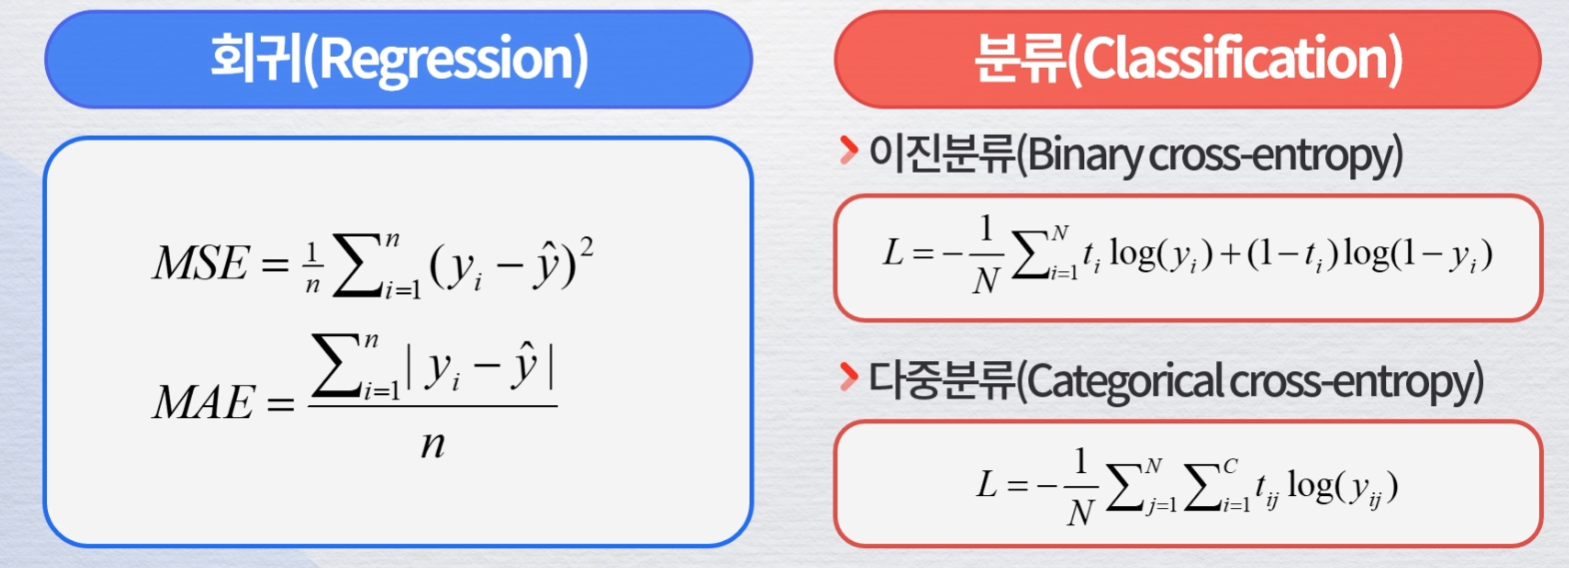 회귀(Regression)
MSE = \frac{1}{n} \sum_{i=1}^{n} (y_i - \hat{y})^2
MAE = \frac{\sum_{i=1}^{n} | y_i - \hat{y} |}{n}
분류(Classification)
이진분류(Binary cross-entropy)
L = -\frac{1}{N} \sum_{i=1}^{N} t_i \log(y_i) + (1 - t_i) \log(1 - y_i)
다중분류(Categorical cross-entropy)
L = -\frac{1}{N} \sum_{j=1}^{N} \sum_{i=1}^{C} t_{ij} \log(y_{ij})